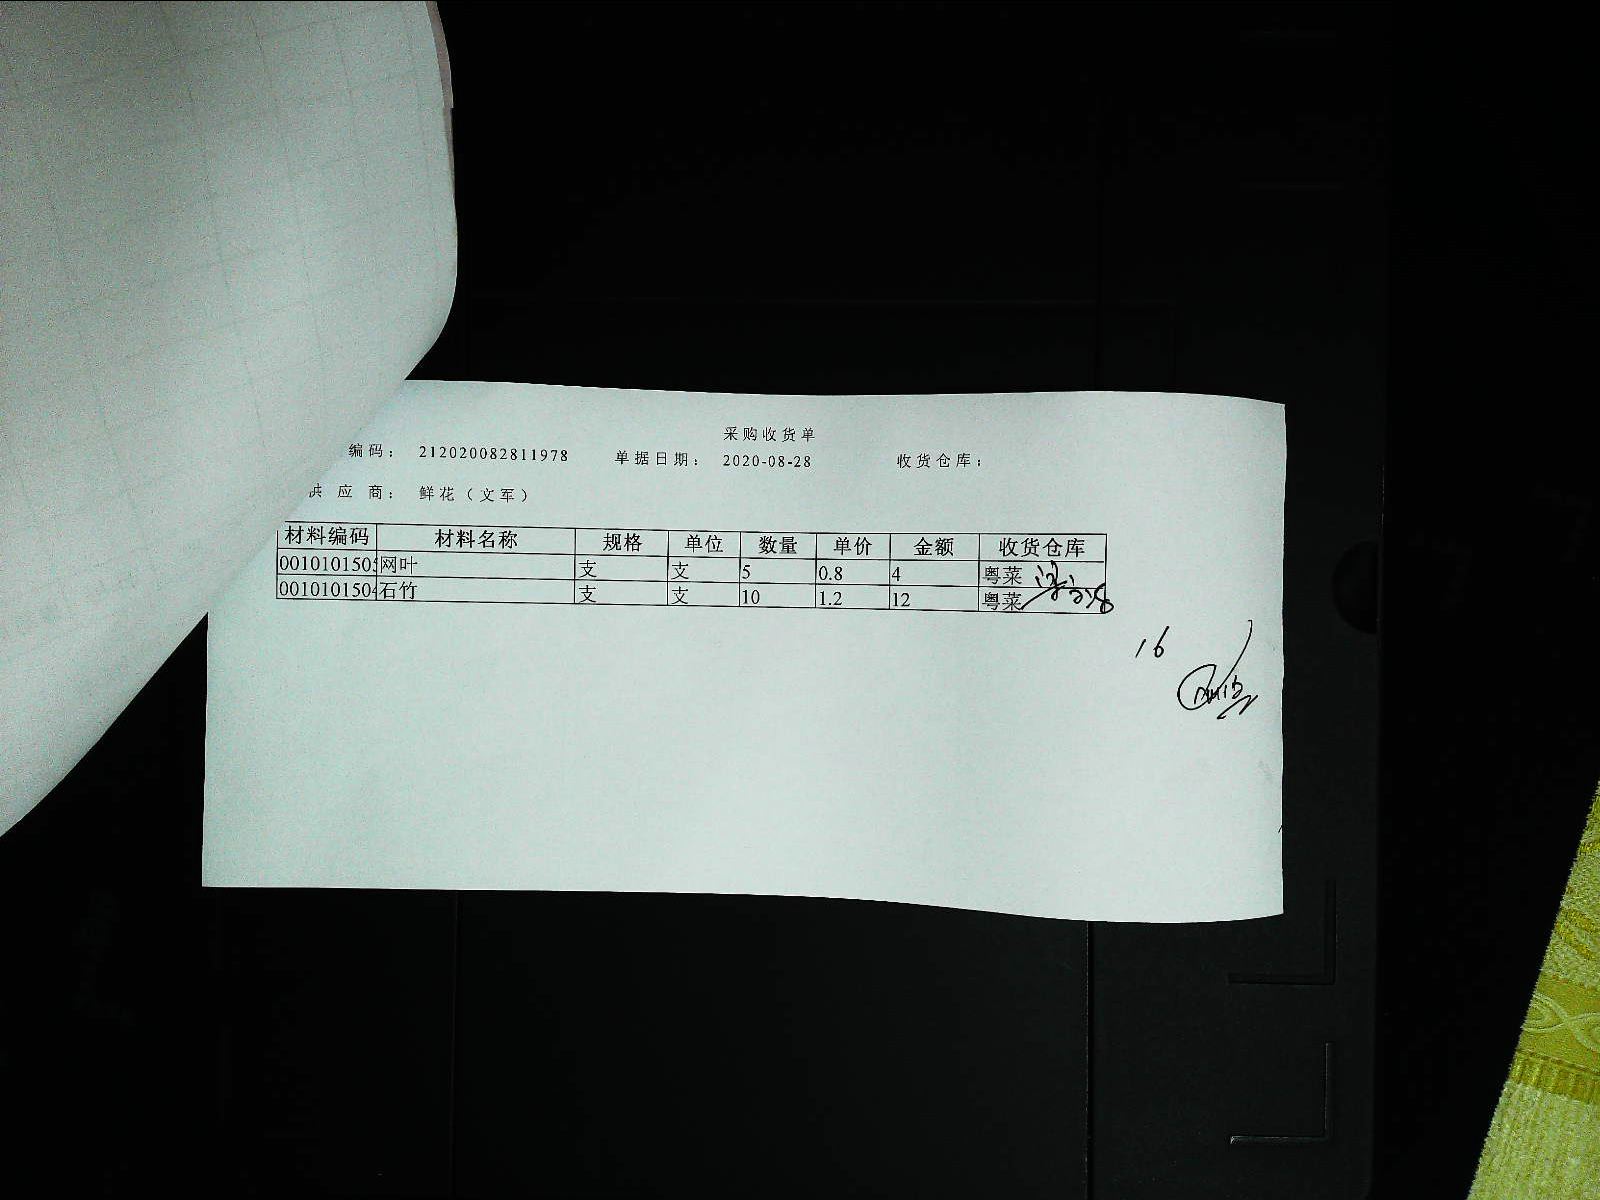 采购收货单
编码： 212020082811978 单据日期： 2020-08-28 收货仓库：
供 应 商： 鲜花（文军）
材料编码 材料名称 规格 单位 数量 单价 金额 收货仓库
0010101505 网叶 支 支 5 0.8 4 粤菜
0010101504 石竹 支 支 10 1.2 12 粤菜
16